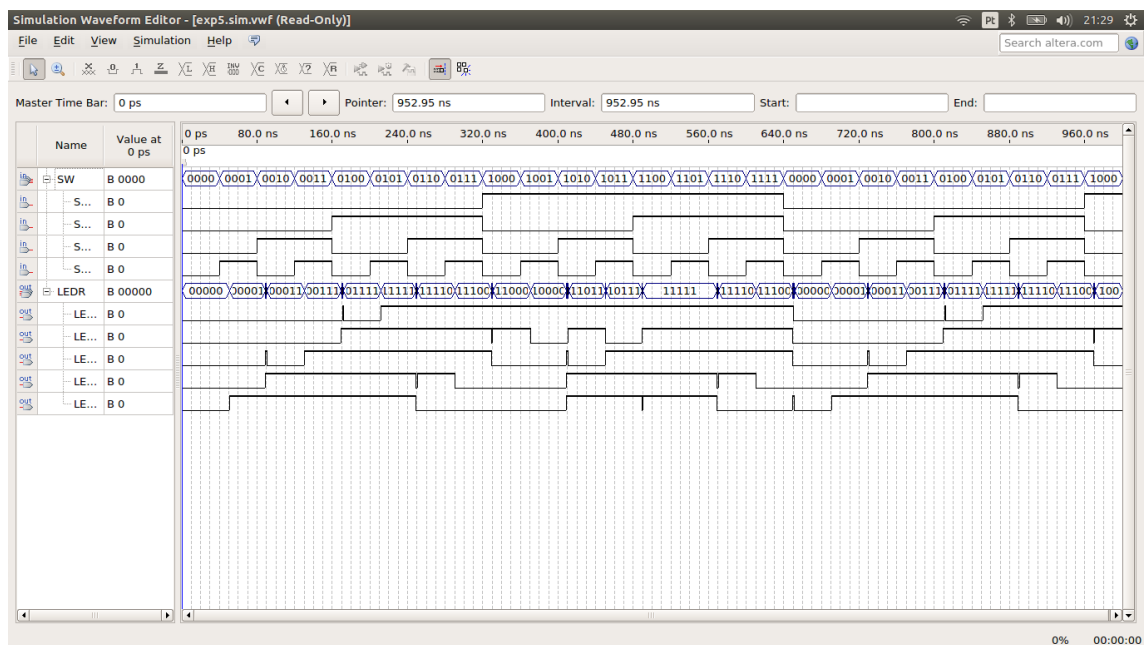 Simulation Waveform Editor - [exp5.sim.vwf (Read-Only)]
Pt
21:29
File Edit View Simulation Help
Search altera.com
Master Time Bar: 0 ps
Pointer: 952.95 ns
Interval: 952.95 ns
Start:
End:
Name
Value at
0 ps
0 ps 80.0 ns 160.0 ns 240.0 ns 320.0 ns 400.0 ns 480.0 ns 560.0 ns 640.0 ns 720.0 ns 800.0 ns 880.0 ns 960.0 ns
0 ps
SW B 0000 0000 0001 0010 0011 0100 0101 0110 0111 1000 1001 1010 1011 1100 1101 1110 1111 0000 0001 0010 0011 0100 0101 0110 0111 1000
S... B 0
S... B 0
S... B 0
S... B 0
LEDR B 00000 00000 00001 00011 00111 01111 11111 11110 11100 11000 10000 11011 10111 11111 11110 11100 00000 00001 00011 00111 01111 11111 11110 11100 100
LE... B 0
LE... B 0
LE... B 0
LE... B 0
LE... B 0
0% 00:00:00